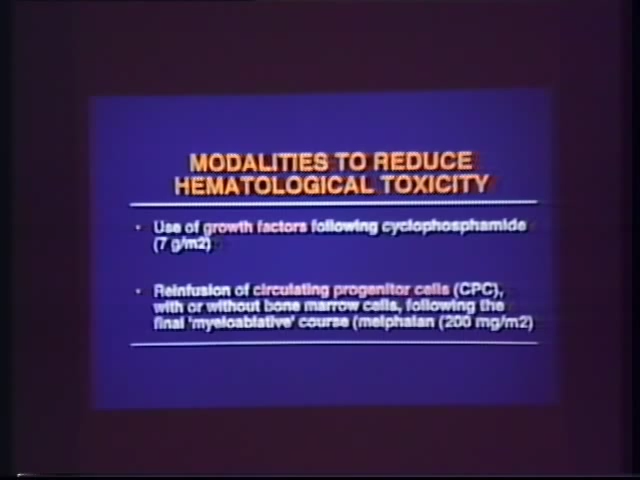 MODALITIES TO REDUCE
HEMATOLOGICAL TOXICITY
• Use of growth factors following cyclophosphamide
(7 g/m2)
• Reinfusion of circulating progenitor cells (CPC),
with or without bone marrow cells, following the
final 'myeloablative' course (melphalan (200 mg/m2)